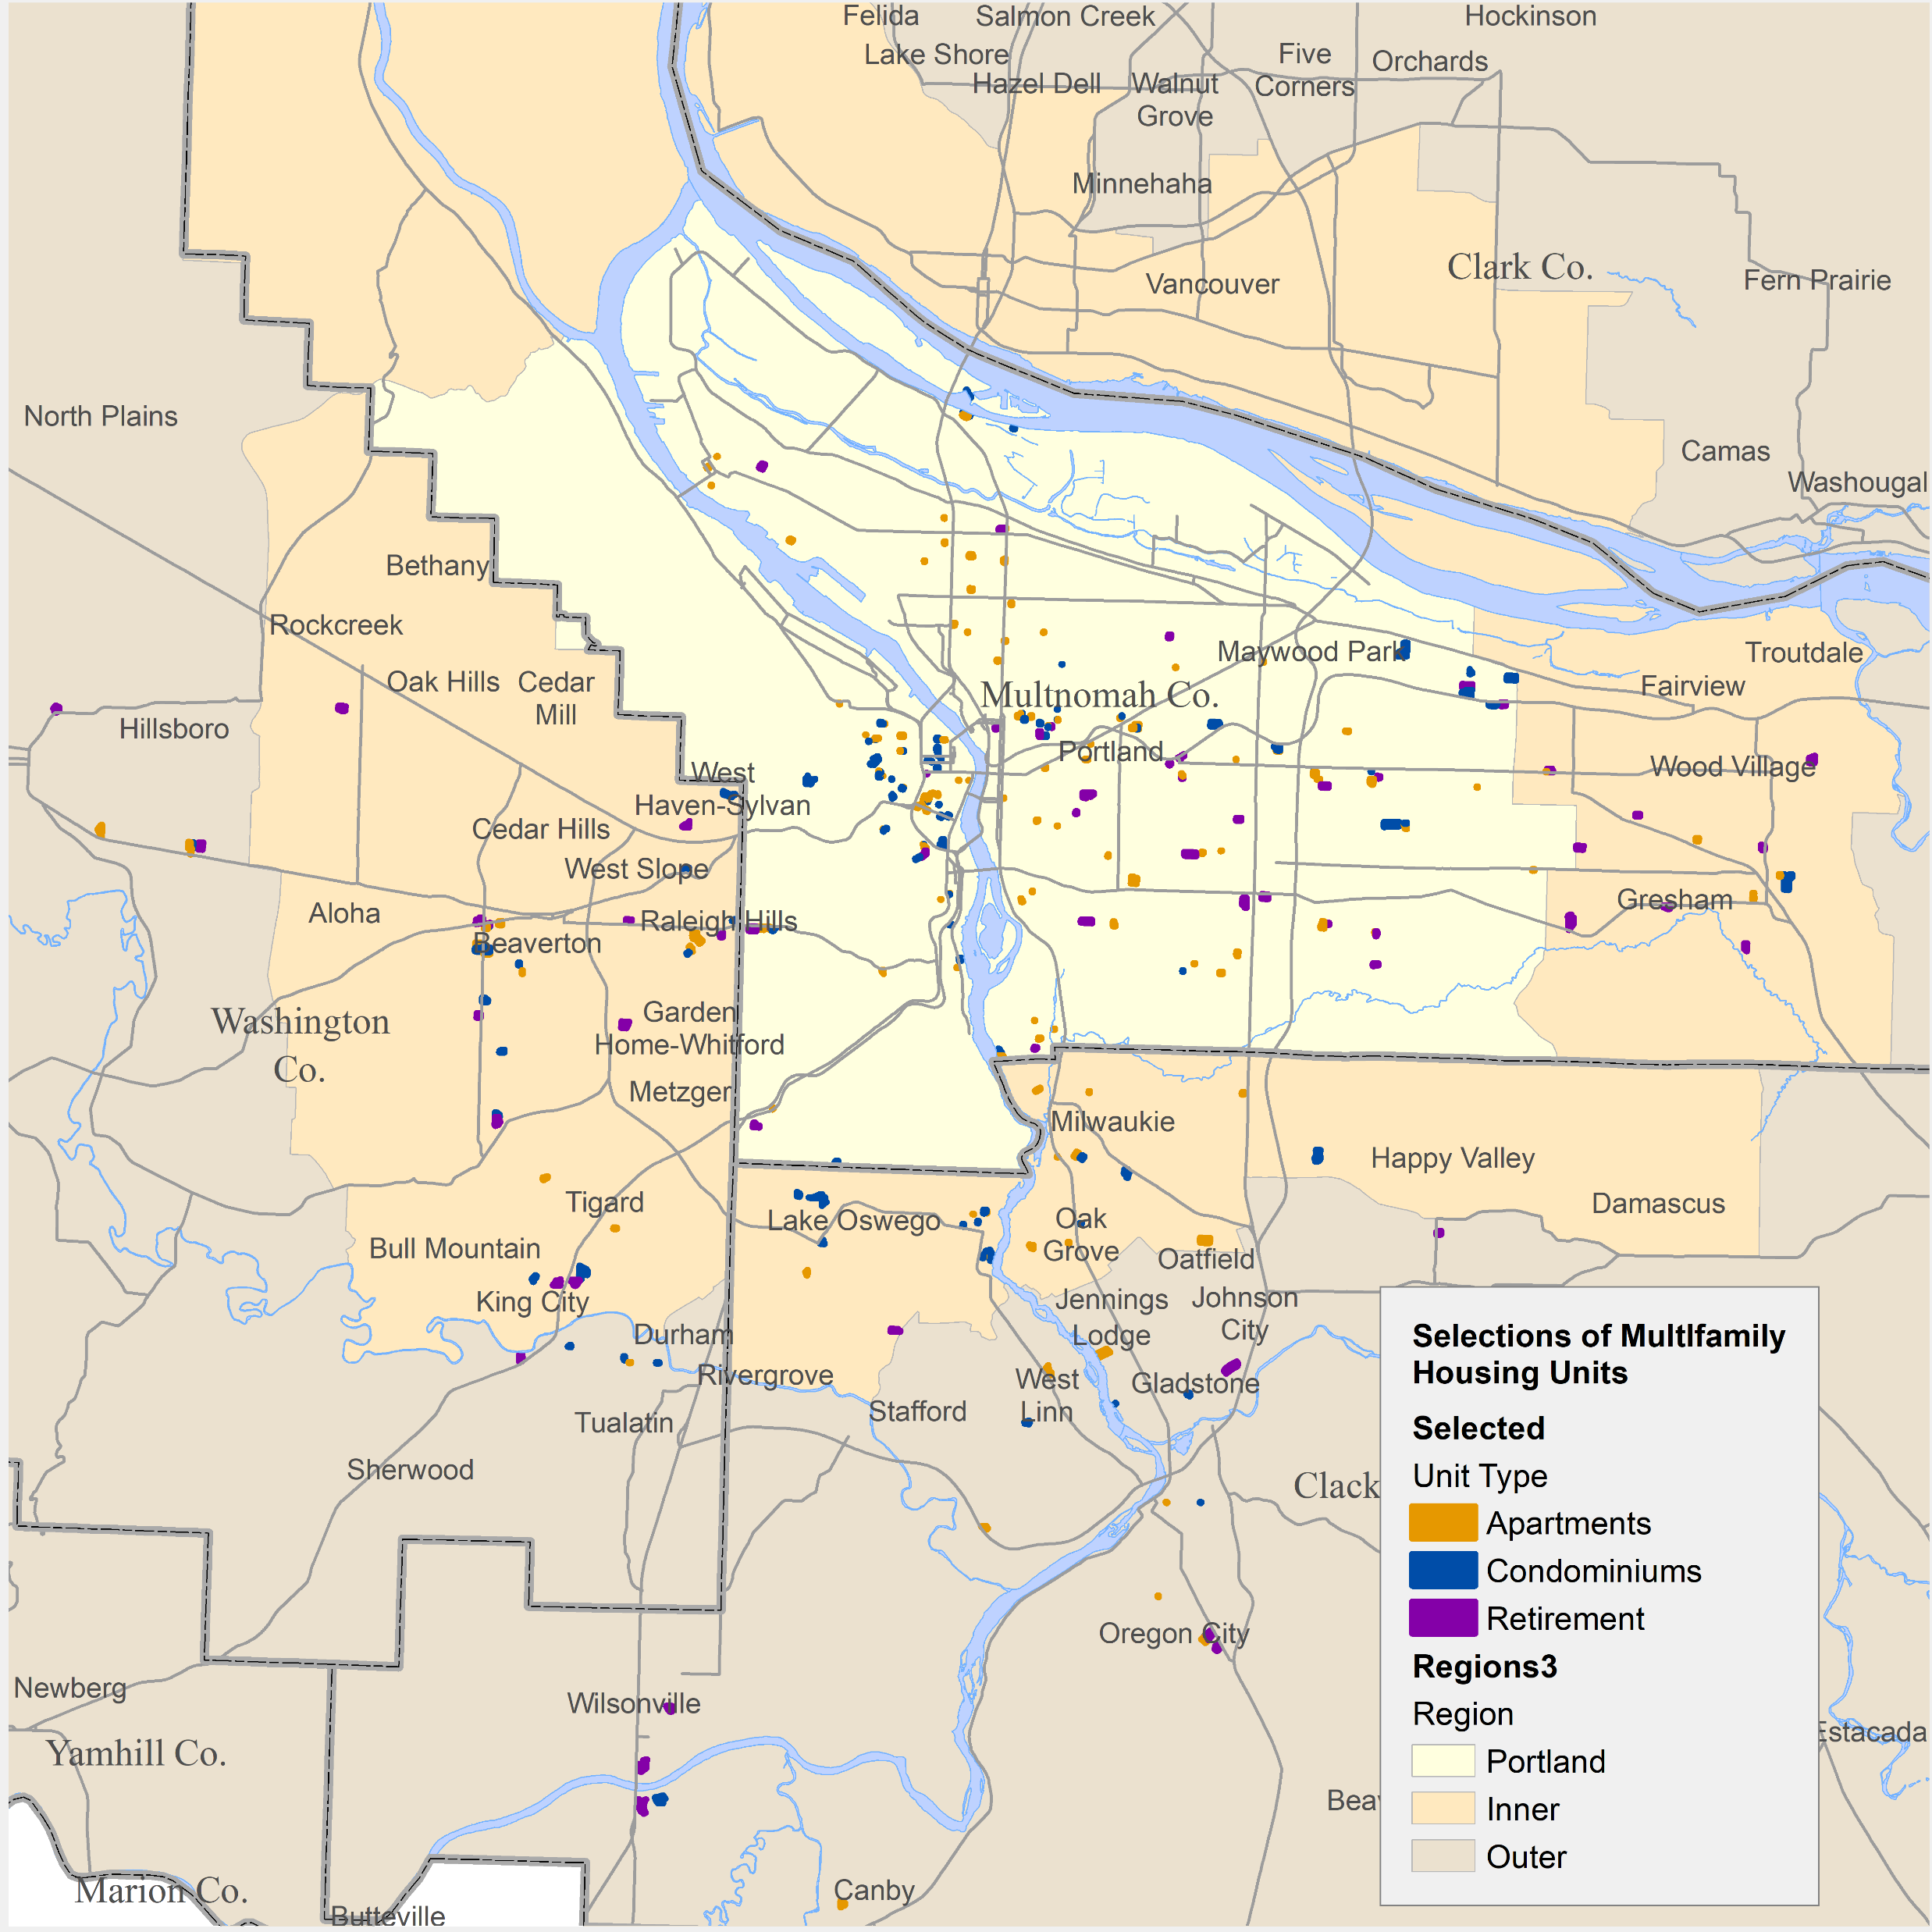 Felida
Salmon Creek
Hockinson
Lake Shore
Five
Corners
Orchards
Hazel Dell
Walnut
Grove
Minnehaha
Clark Co.
Vancouver
Fern Prairie
North Plains
Camas
Washougal
Bethany
Rockcreek
Maywood Park
Troutdale
Oak Hills
Cedar
Mill
Multnomah Co.
Fairview
Hillsboro
Portland
West
Haven-Sylvan
Wood Village
Cedar Hills
West Slope
Aloha
Raleigh Hills
Gresham
Beaverton
Washington
Co.
Garden
Home-Whitford
Metzger
Milwaukie
Happy Valley
Tigard
Damascus
Lake Oswego
Oak
Grove
Bull Mountain
Oatfield
King City
Jennings
Lodge
Johnson
City
Durham
Rivergrove
West
Linn
Gladstone
Stafford
Tualatin
Sherwood
Clack
Oregon City
Newberg
Wilsonville
Yamhill Co.
Estacada
Bea
Marion Co.
Canby
Butteville
Selections of MultIfamily
Housing Units
Selected
Unit Type
Apartments
Condominiums
Retirement
Regions3
Region
Portland
Inner
Outer